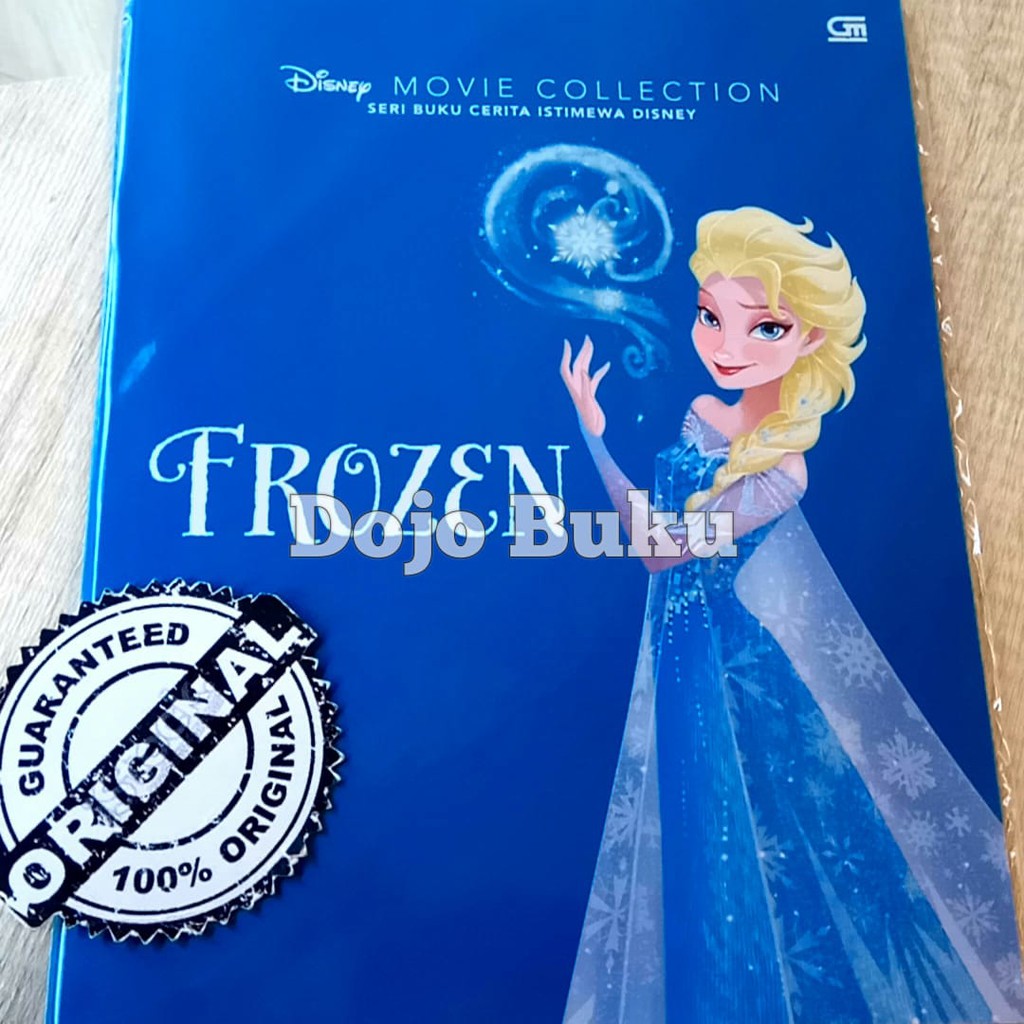 GM
Disney MOVIE COLLECTION
SERI BUKU CERITA ISTIMEWA DISNEY
FROZEN
Dojo Buku
GUARANTEED
ORIGINAL
100% ORIGINAL